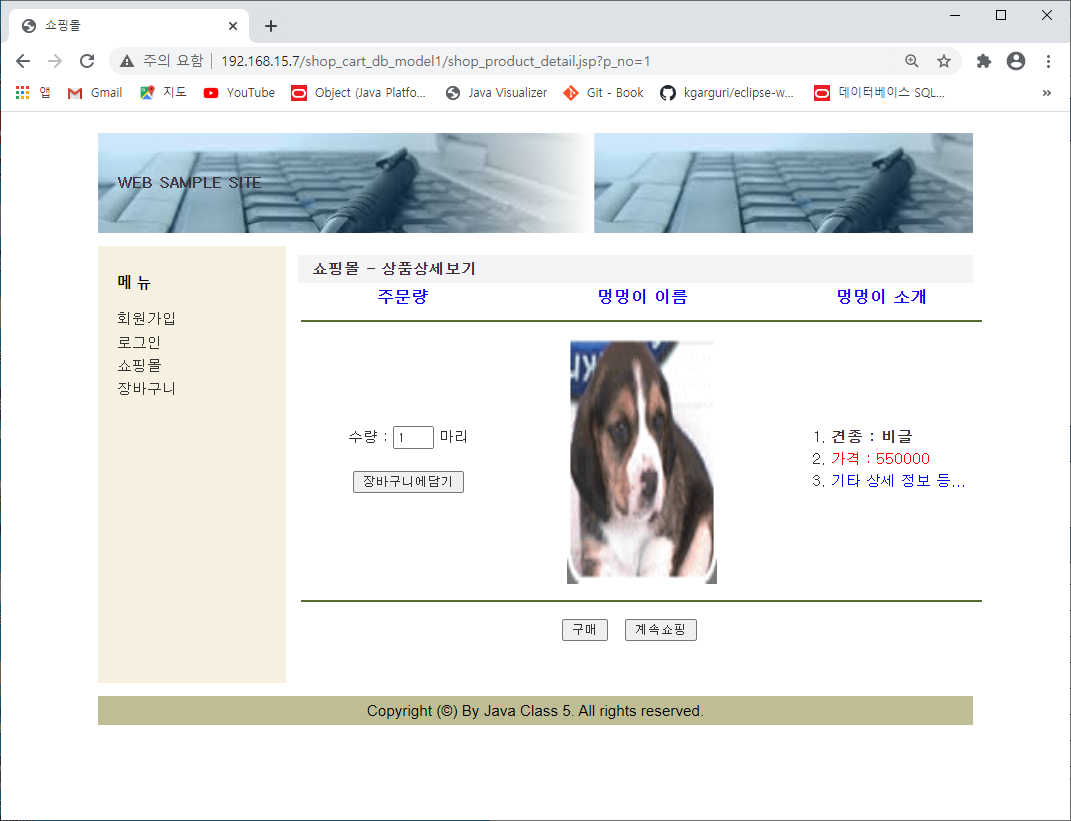 쇼핑몰
주의 요함 192.168.15.7/shop_cart_db_model1/shop_product_detail.jsp?p_no=1
앱 Gmail 지도 YouTube Object (Java Platfo... Java Visualizer Git - Book kgarguri/eclipse-w... 데이터베이스 SQL... »
WEB SAMPLE SITE
메 뉴
회원가입
로그인
쇼핑몰
장바구니
쇼핑몰 - 상품상세보기
주문량 멍멍이 이름 멍멍이 소개
수량 : 1 마리
장바구니에담기
1. 견종 : 비글
2. 가격 : 550000
3. 기타 상세 정보 등...
구매 계속쇼핑
Copyright (©) By Java Class 5. All rights reserved.